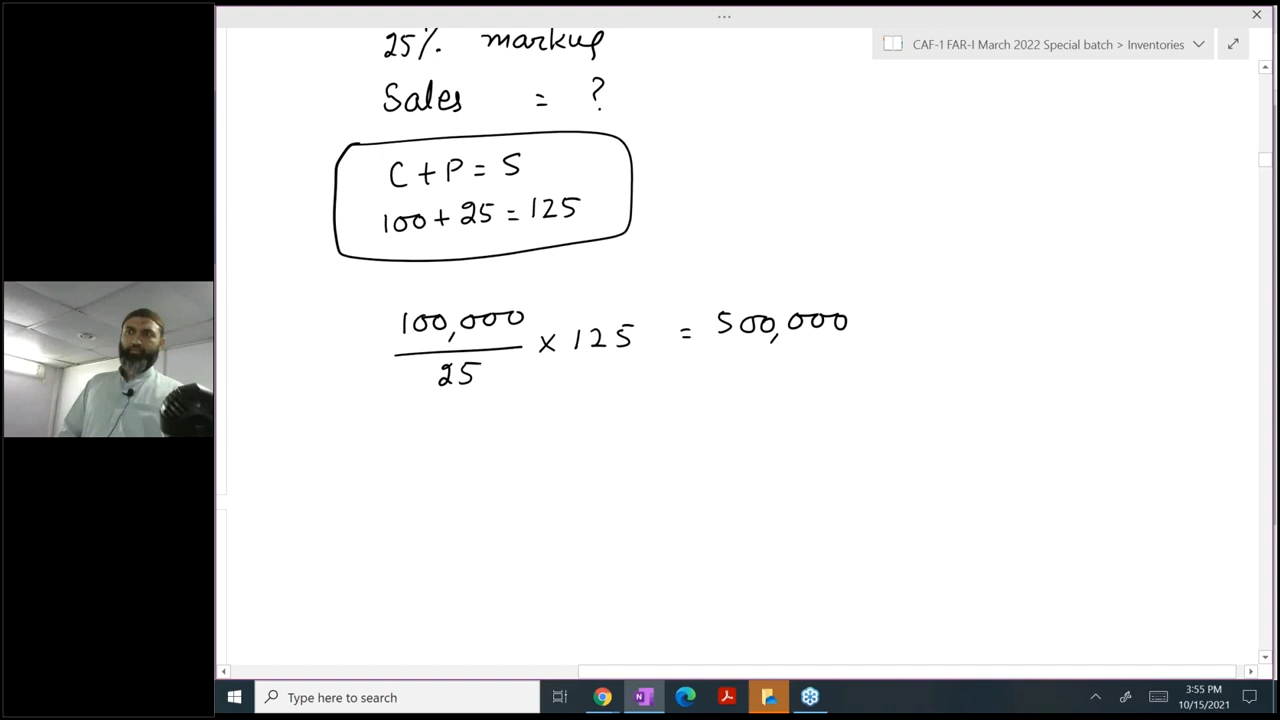 ...
25%. markup
CAF-1 FAR-I March 2022 Special batch > Inventories
Sales = ?
C + P = S
100 + 25 = 125
100,000
25
× 125 = 500,000
Type here to search
3:55 PM
10/15/2021